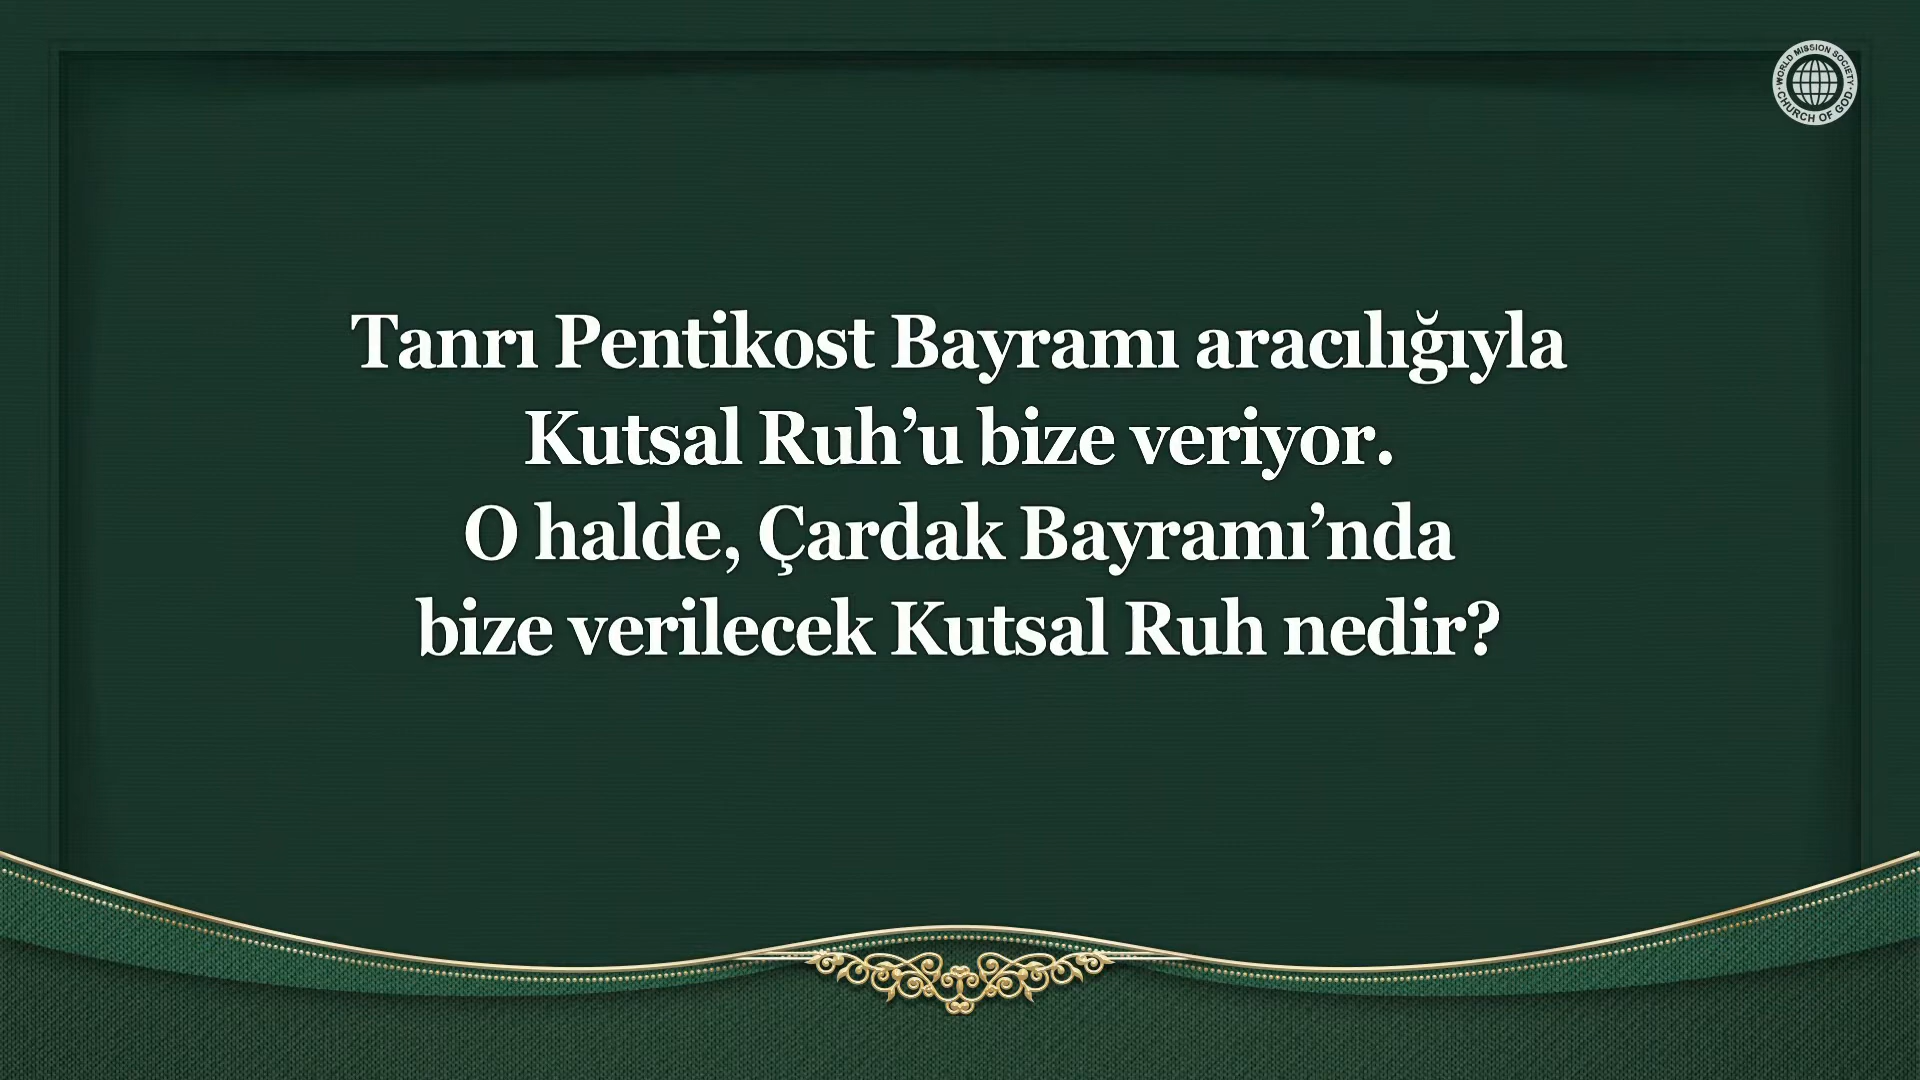 WORLD MISSION SOCIETY
CHURCH OF GOD
Tanrı Pentikost Bayramı aracılığıyla
Kutsal Ruh’u bize veriyor.
O halde, Çardak Bayramı’nda
bize verilecek Kutsal Ruh nedir?